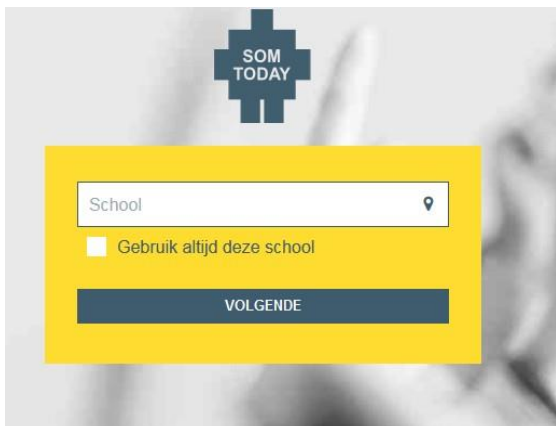 SOM
TODAY
School
Gebruik altijd deze school
VOLGENDE